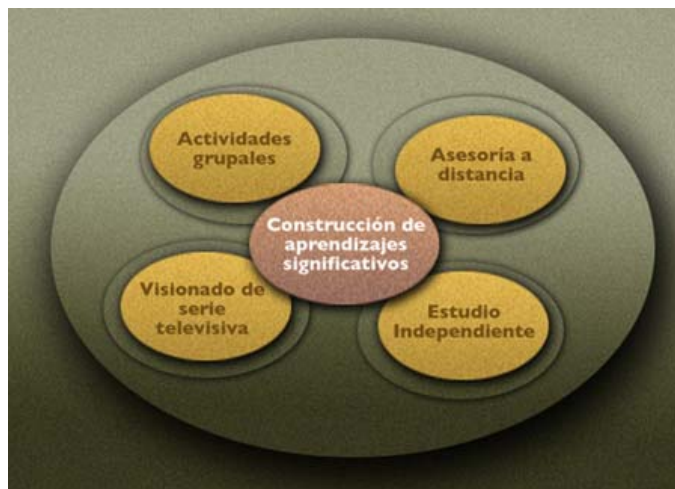 Actividades
grupales
Asesoría a
distancia
Construcción de
aprendizajes
significativos
Visionado de
serie
televisiva
Estudio
Independiente